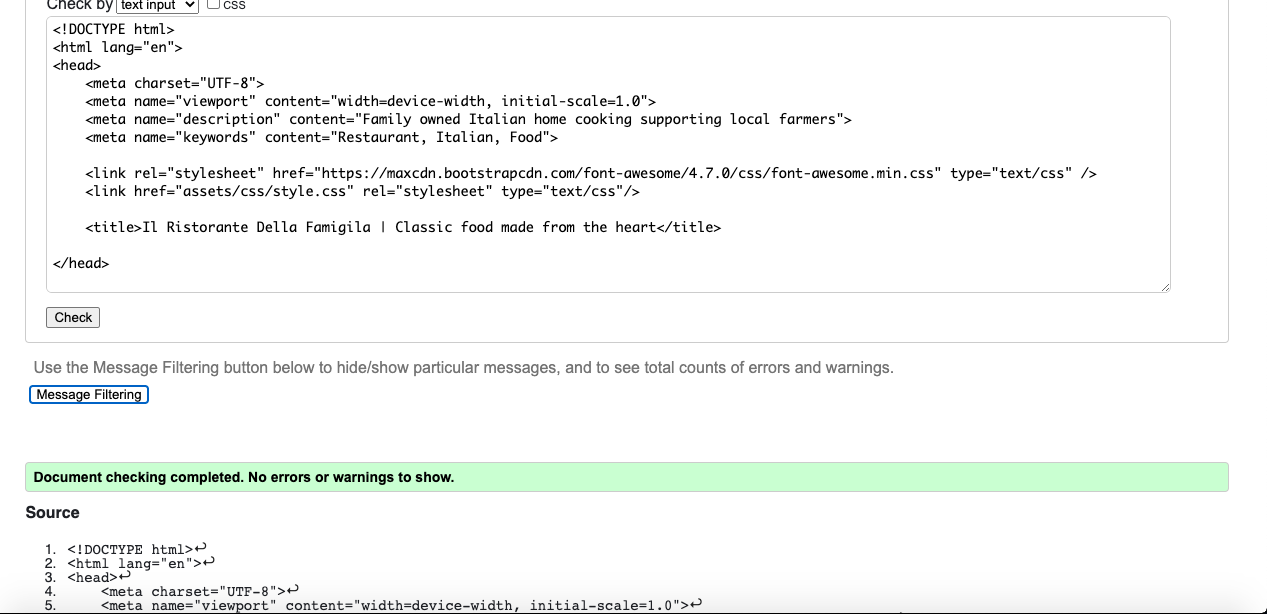 Check by text input css
<!DOCTYPE html>
<html lang="en">
<head>
    <meta charset="UTF-8">
    <meta name="viewport" content="width=device-width, initial-scale=1.0">
    <meta name="description" content="Family owned Italian home cooking supporting local farmers">
    <meta name="keywords" content="Restaurant, Italian, Food">
    <link rel="stylesheet" href="https://maxcdn.bootstrapcdn.com/font-awesome/4.7.0/css/font-awesome.min.css" type="text/css" />
    <link href="assets/css/style.css" rel="stylesheet" type="text/css"/>
    <title>Il Ristorante Della Famigila | Classic food made from the heart</title>
</head>
Check
Use the Message Filtering button below to hide/show particular messages, and to see total counts of errors and warnings.
Message Filtering
Document checking completed. No errors or warnings to show.
Source
1. <!DOCTYPE html>↩
2. <html lang="en">↩
3. <head>↩
4.     <meta charset="UTF-8">↩
5.     <meta name="viewport" content="width=device-width, initial-scale=1.0">↩